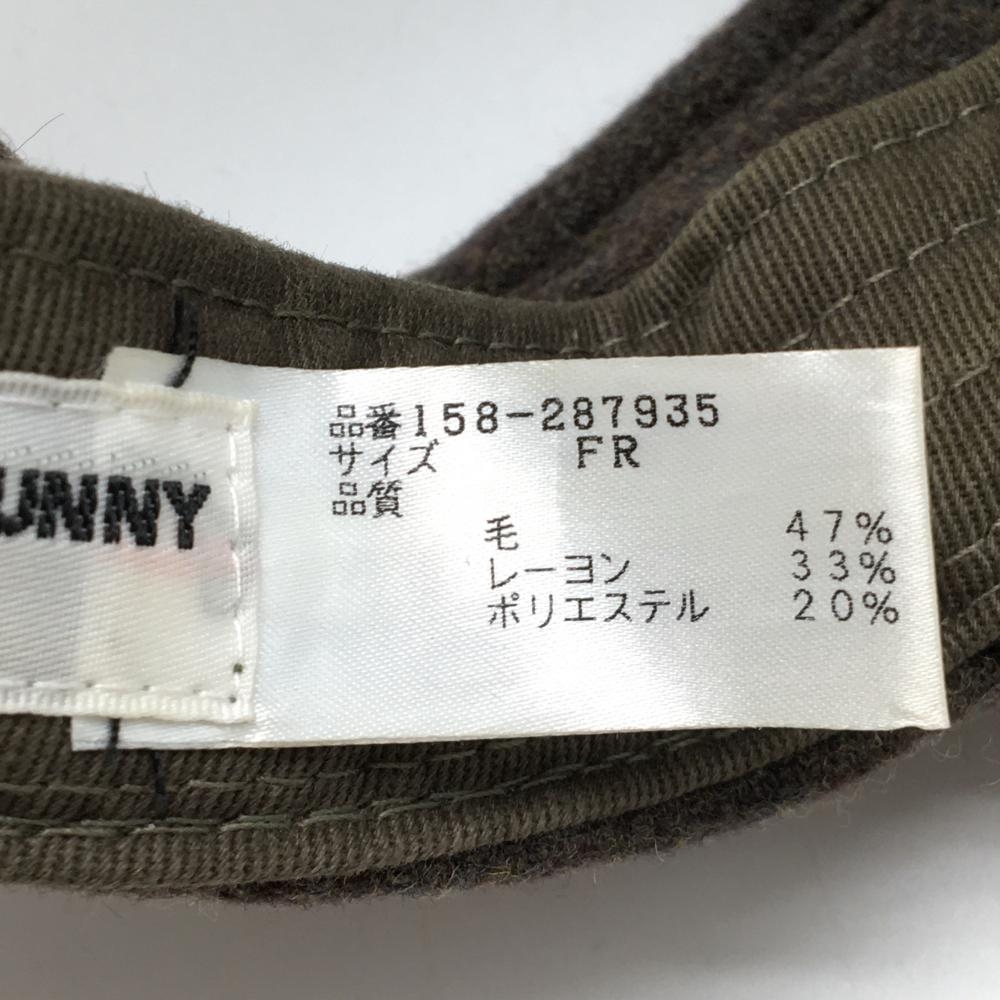 UNNY
品番158-287935
サイズ FR
品質
毛 47%
レーヨン 33%
ポリエステル 20%